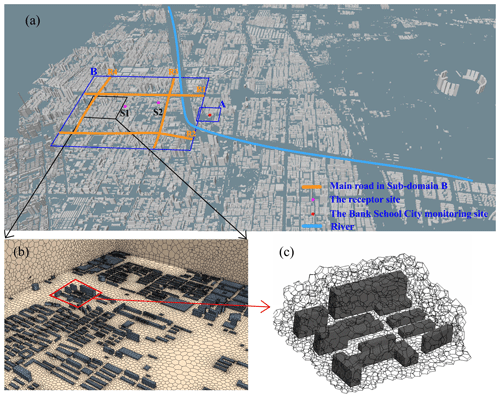 (a)
B
A
S1
S2
Main road in Sub-domain B
The receptor site
The Bank School City monitoring site
River
(b)
(c)